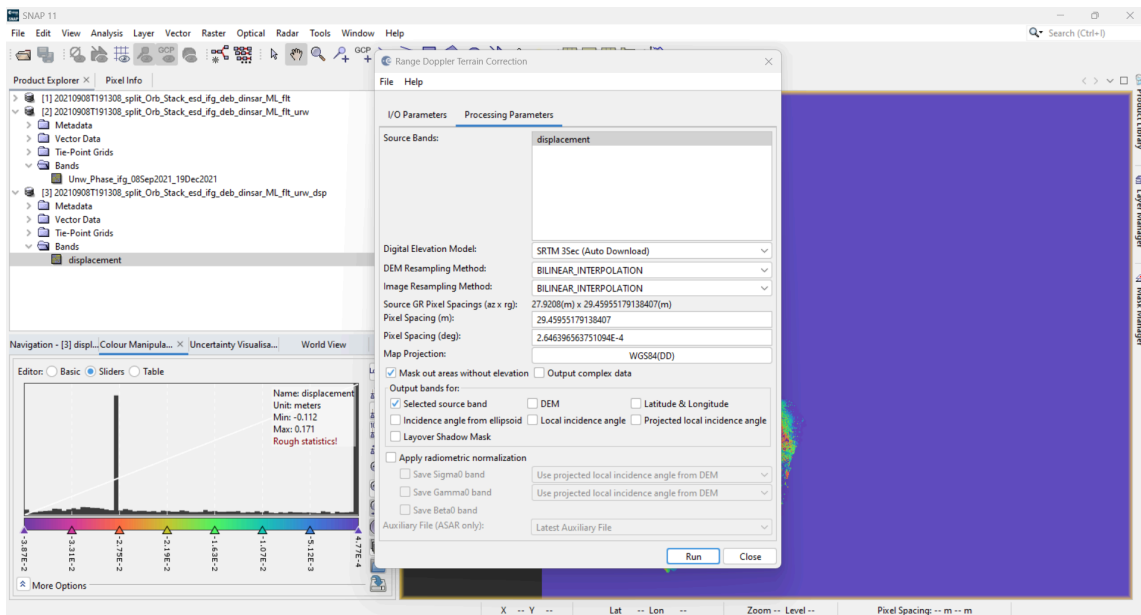 SNAP 11
File Edit View Analysis Layer Vector Raster Optical Radar Tools Window Help
Search (Ctrl+I)
GCP
GCP
Product Explorer × Pixel Info
[1] 20210908T191308_split_Orb_Stack_esd_ifg_deb_dinsar_ML_flt
[2] 20210908T191308_split_Orb_Stack_esd_ifg_deb_dinsar_ML_flt_urw
Metadata
Vector Data
Tie-Point Grids
Bands
Unw_Phase_ifg_08Sep2021_19Dec2021
[3] 20210908T191308_split_Orb_Stack_esd_ifg_deb_dinsar_ML_flt_urw_dsp
Metadata
Vector Data
Tie-Point Grids
Bands
displacement
Navigation - [3] displ... Colour Manipula... × Uncertainty Visualisa... World View
Editor: Basic Sliders Table
Name: displacement
Unit: meters
Min: -0.112
Max: 0.171
Rough statistics!
-3.87E-2
-3.31E-2
-2.75E-2
-2.19E-2
-1.63E-2
-1.07E-2
-5.12E-3
4.77E-4
More Options
Range Doppler Terrain Correction
File Help
I/O Parameters Processing Parameters
Source Bands: displacement
Digital Elevation Model: SRTM 3Sec (Auto Download)
DEM Resampling Method: BILINEAR_INTERPOLATION
Image Resampling Method: BILINEAR_INTERPOLATION
Source GR Pixel Spacings (az x rg): 27.9208(m) x 29.45955179138407(m)
Pixel Spacing (m): 29.45955179138407
Pixel Spacing (deg): 2.646396563751094E-4
Map Projection: WGS84(DD)
Mask out areas without elevation Output complex data
Output bands for:
Selected source band DEM Latitude & Longitude
Incidence angle from ellipsoid Local incidence angle Projected local incidence angle
Layover Shadow Mask
Apply radiometric normalization
Save Sigma0 band Use projected local incidence angle from DEM
Save Gamma0 band Use projected local incidence angle from DEM
Save Beta0 band
Auxiliary File (ASAR only): Latest Auxiliary File
Run Close
Product Library
Layer Manager
Mask Manager
X -- Y -- Lat -- Lon -- Zoom -- Level -- Pixel Spacing: -- m -- m